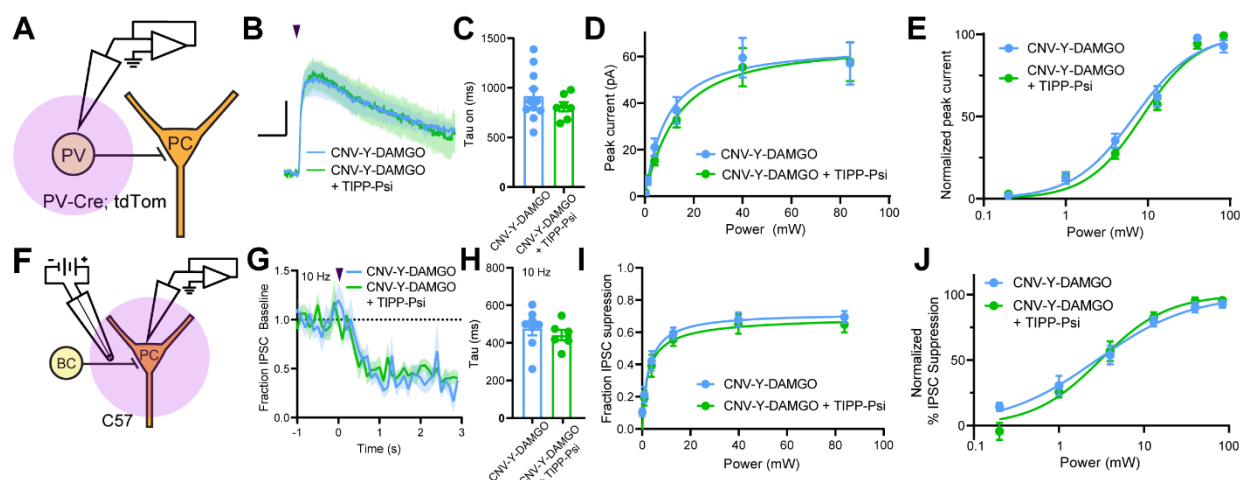 A
PV
PC
PV-Cre; tdTom
B
CNV-Y-DAMGO
CNV-Y-DAMGO
+ TIPP-Psi
C
Tau on (ms)
1500
1000
500
0
CNV-Y-DAMGO
CNV-Y-DAMGO
+ TIPP-Psi
D
Peak current (pA)
60
40
20
0
0 20 40 60 80 100
Power (mW)
CNV-Y-DAMGO
CNV-Y-DAMGO + TIPP-Psi
E
Normalized peak current
100
50
0
0.1 1 10 100
Power (mW)
CNV-Y-DAMGO
CNV-Y-DAMGO
+ TIPP-Psi
F
- +
BC
PC
C57
G
Fraction IPSC Baseline
1.5
1.0
0.5
0.0
10 Hz
CNV-Y-DAMGO
CNV-Y-DAMGO
+ TIPP-Psi
-1 0 1 2 3
Time (s)
H
Tau (ms)
800
600
400
200
0
10 Hz
CNV-Y-DAMGO
CNV-Y-DAMGO
+ TIPP-Psi
I
Fraction IPSC supression
1.0
0.8
0.6
0.4
0.2
0.0
0 20 40 60 80 100
Power (mW)
CNV-Y-DAMGO
CNV-Y-DAMGO + TIPP-Psi
J
Normalized
% IPSC Suppression
100
50
0
0.1 1 10 100
Power (mW)
CNV-Y-DAMGO
CNV-Y-DAMGO
+ TIPP-Psi